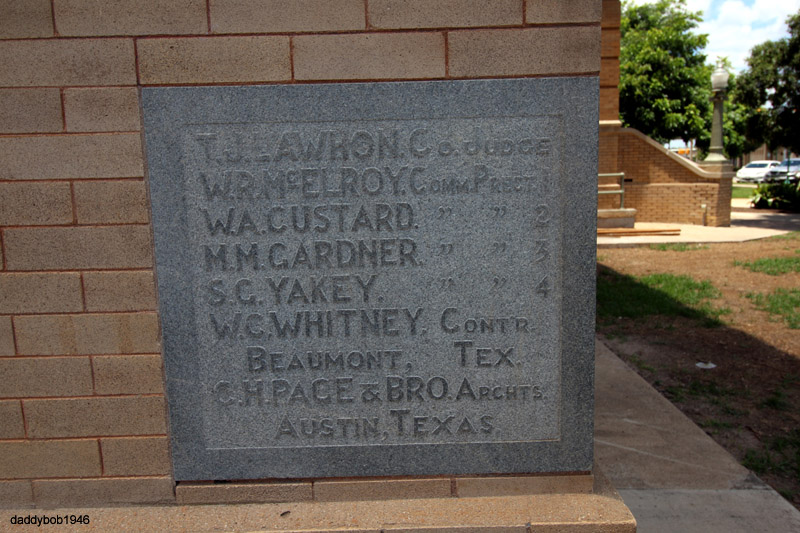 T.J. LAWHON. CO. JUDGE
W.R. McELROY. COMM. PRECT 1
W.A. CUSTARD. " " 2
M.M. GARDNER. " " 3
S.G. YAKEY. " " 4
W.C. WHITNEY. CONT'R.
BEAUMONT, TEX.
C.H. PAGE & BRO. ARCHTS.
AUSTIN, TEXAS.
daddybob1946